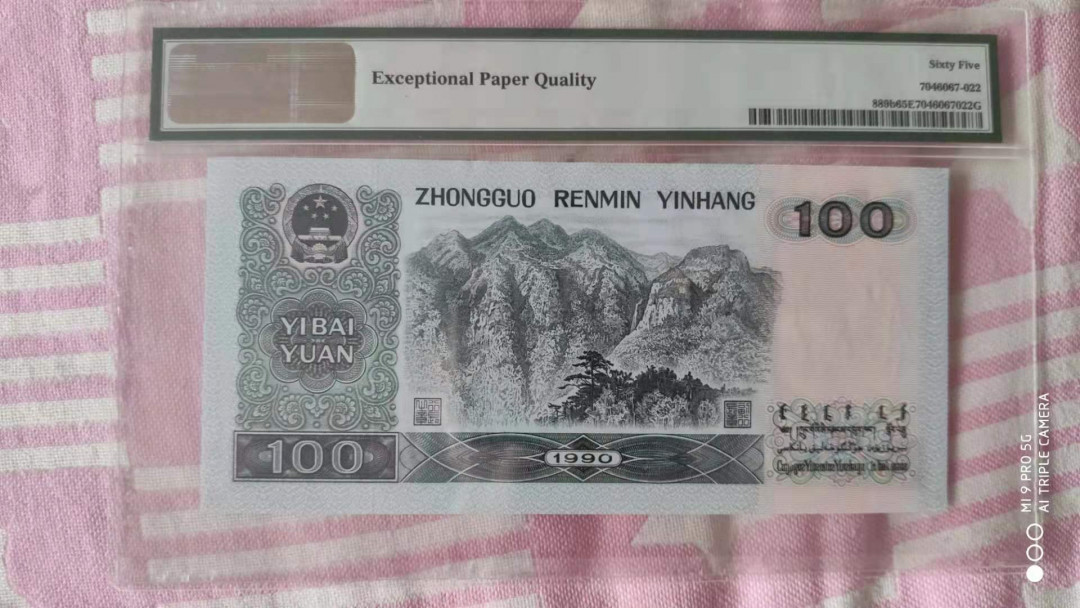 Exceptional Paper Quality
Sixty Five
7046067-022
889b65E7046067022G
ZHONGGUO RENMIN YINHANG
100
YIBAI
YUAN
100
1990
MI 9 PRO 5G
AI TRIPLE CAMERA